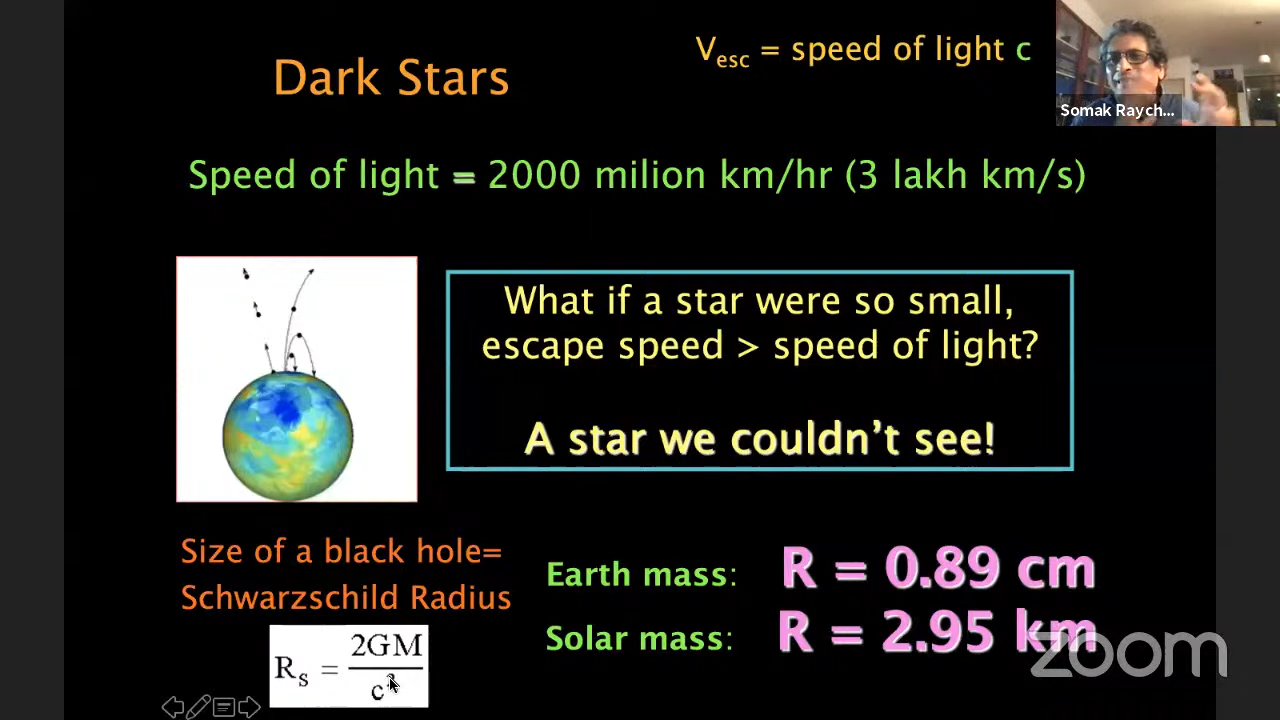 Dark Stars
V_esc = speed of light c
Somak Raych...
Speed of light = 2000 milion km/hr (3 lakh km/s)
What if a star were so small,
escape speed > speed of light?
A star we couldn't see!
Size of a black hole=
Schwarzschild Radius
R_s = 2GM / c²
Earth mass: R = 0.89 cm
Solar mass: R = 2.95 km
zoom